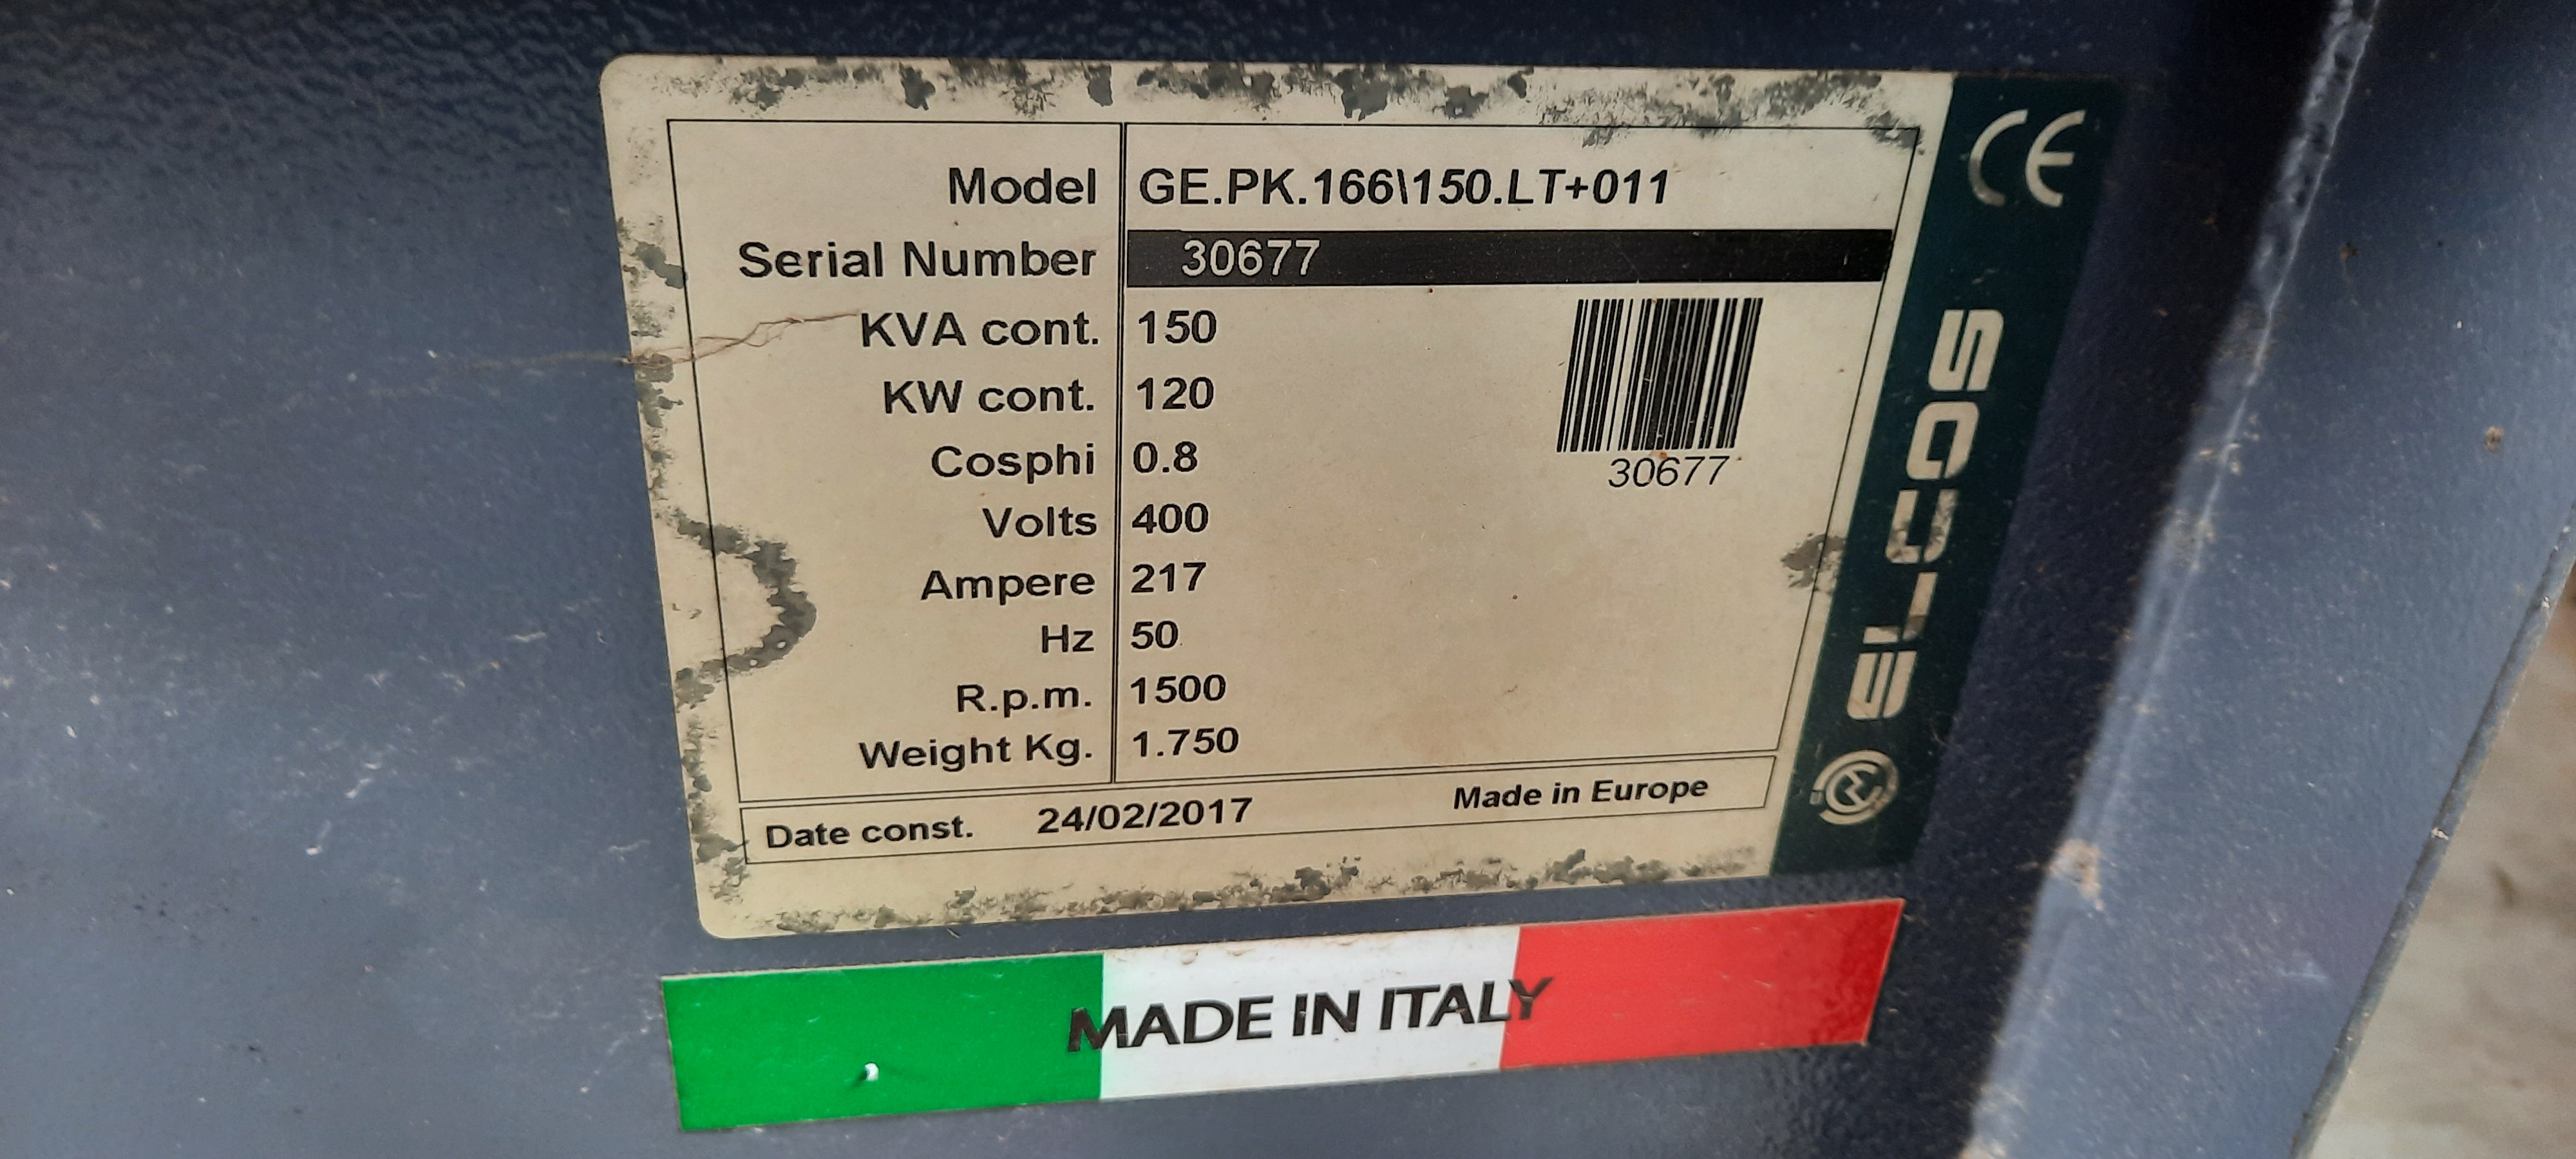 CE
Model GE.PK.166\150.LT+011
Serial Number 30677
KVA cont. 150
KW cont. 120
30677
Cosphi 0.8
Volts 400
Ampere 217
Hz 50
R.p.m. 1500
Weight Kg. 1.750
Date const. 24/02/2017 Made in Europe
ELCOS
MADE IN ITALY